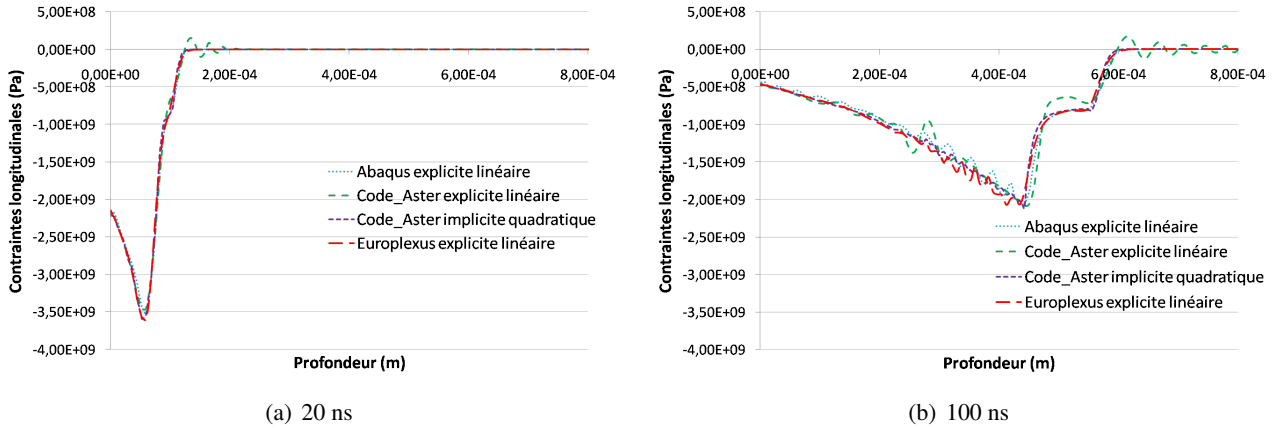 5,00E+08
0,00E+00
-5,00E+08
-1,00E+09
-1,50E+09
-2,00E+09
-2,50E+09
-3,00E+09
-3,50E+09
-4,00E+09
Contraintes longitudinales (Pa)
0,00E+00 2,00E-04 4,00E-04 6,00E-04 8,00E-04
Abaqus explicite linéaire
Code_Aster explicite linéaire
Code_Aster implicite quadratique
Europlexus explicite linéaire
Profondeur (m)
(a) 20 ns
5,00E+08
0,00E+00
-5,00E+08
-1,00E+09
-1,50E+09
-2,00E+09
-2,50E+09
-3,00E+09
-3,50E+09
-4,00E+09
Contraintes longitudinales (Pa)
0,00E+00 2,00E-04 4,00E-04 6,00E-04 8,00E-04
Abaqus explicite linéaire
Code_Aster explicite linéaire
Code_Aster implicite quadratique
Europlexus explicite linéaire
Profondeur (m)
(b) 100 ns